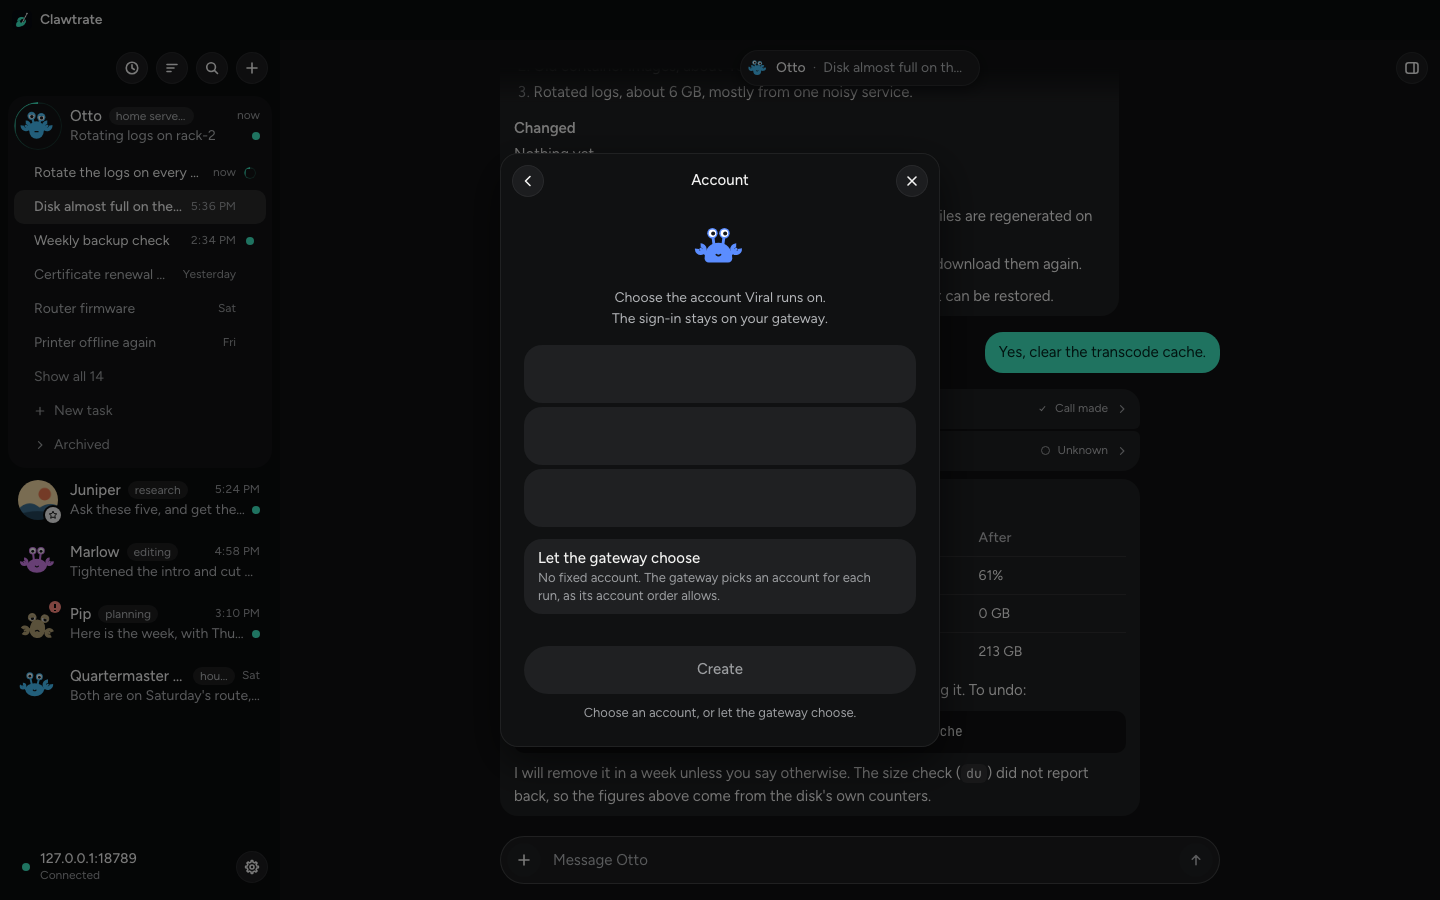 Clawtrate
Otto home serve... now
Rotating logs on rack-2
Rotate the logs on every ... now
Disk almost full on the... 5:36 PM
Weekly backup check 2:34 PM
Certificate renewal ... Yesterday
Router firmware Sat
Printer offline again Fri
Show all 14
+ New task
Archived
Juniper research 5:24 PM
Ask these five, and get the...
Marlow editing 4:58 PM
Tightened the intro and cut ...
Pip planning 3:10 PM
Here is the week, with Thu...
Quartermaster ... hou... Sat
Both are on Saturday's route,...
127.0.0.1:18789
Connected
Otto · Disk almost full on th...
3. Rotated logs, about 6 GB, mostly from one noisy service.
Changed
Nothing yet
iles are regenerated on
download them again.
can be restored.
Yes, clear the transcode cache.
Call made
Unknown
After
61%
0 GB
213 GB
g it. To undo:
che
I will remove it in a week unless you say otherwise. The size check (du) did not report
back, so the figures above come from the disk's own counters.
Message Otto
Account
Choose the account Viral runs on.
The sign-in stays on your gateway.
Let the gateway choose
No fixed account. The gateway picks an account for each
run, as its account order allows.
Create
Choose an account, or let the gateway choose.